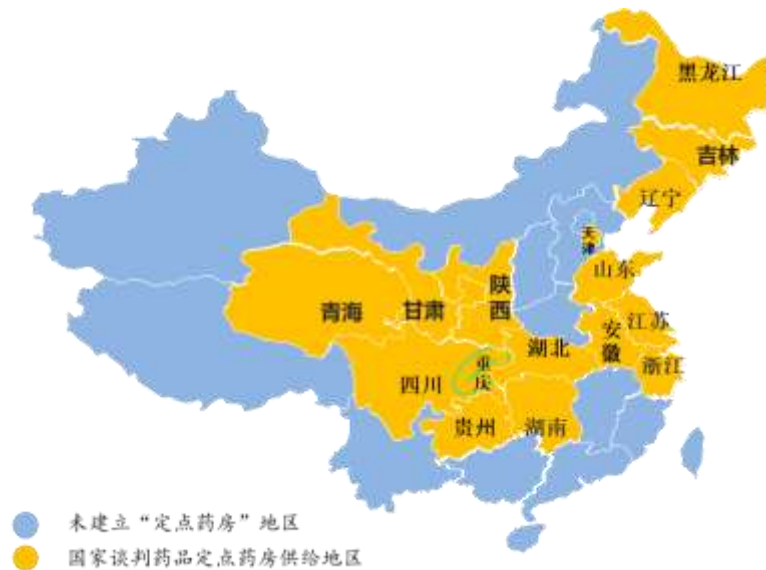 黑龙江
吉林
辽宁
天津
山东
陕西
青海
甘肃
江苏
安徽
湖北
浙江
重庆
四川
贵州
湖南
未建立“定点药房”地区
国家谈判药品定点药房供给地区